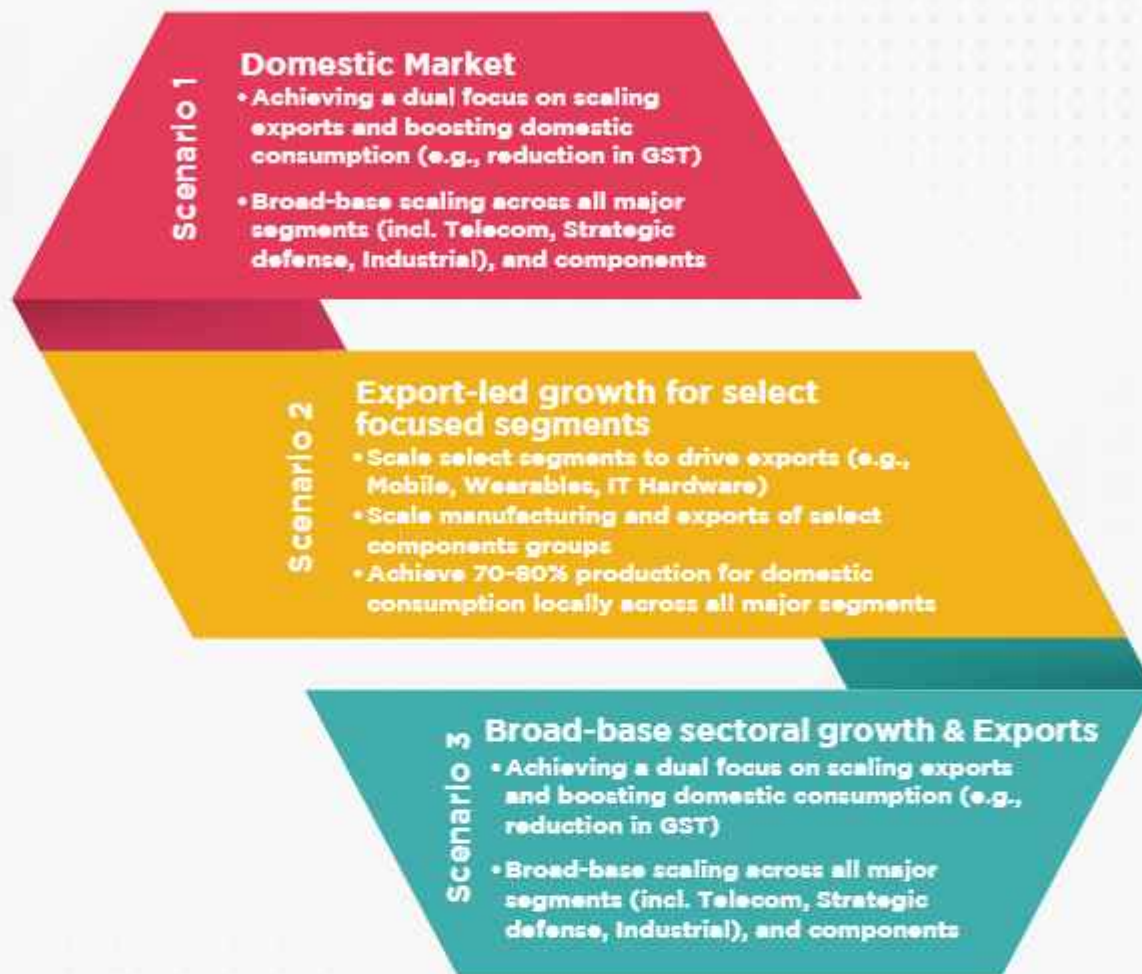 Scenario 1
Domestic Market
• Achieving a dual focus on scaling
exports and boosting domestic
consumption (e.g., reduction in GST)
• Broad-base scaling across all major
segments (incl. Telecom, Strategic
defense, Industrial), and components
Scenario 2
Export-led growth for select
focused segments
• Scale select segments to drive exports (e.g.,
Mobile, Wearables, IT Hardware)
• Scale manufacturing and exports of select
components groups
• Achieve 70-80% production for domestic
consumption locally across all major segments
Scenario 3
Broad-base sectoral growth & Exports
• Achieving a dual focus on scaling exports
and boosting domestic consumption (e.g.,
reduction in GST)
• Broad-base scaling across all major
segments (incl. Telecom, Strategic
defense, Industrial), and components